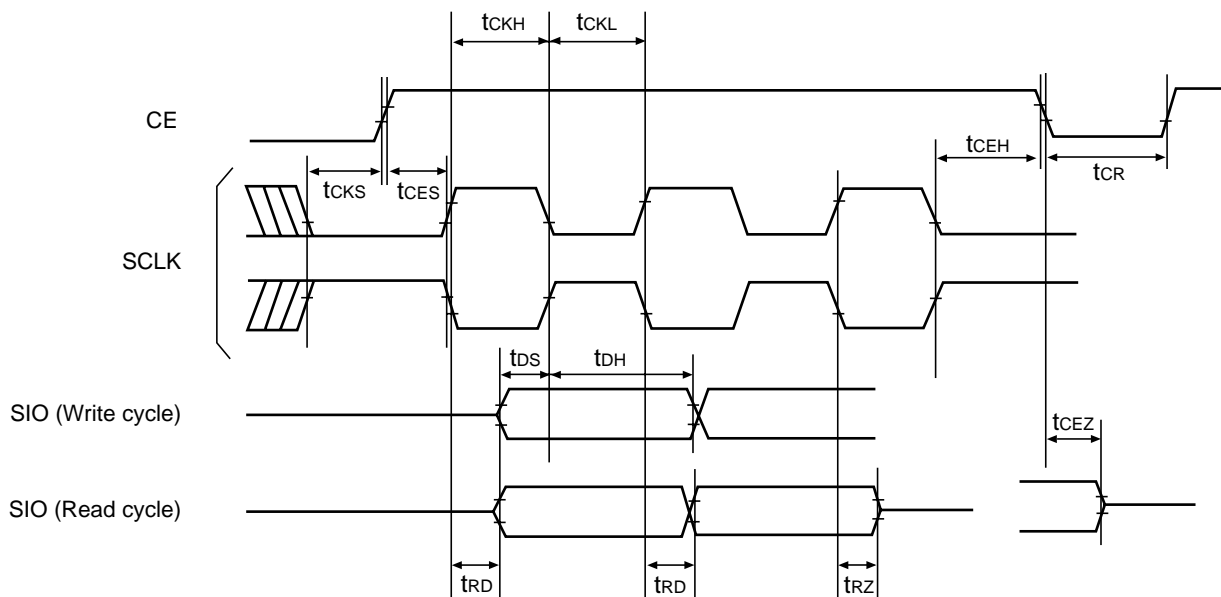 tCKH tCKL
CE
tCEH
tCKS tCES tCR
SCLK
tDS tDH
SIO (Write cycle)
tCEZ
SIO (Read cycle)
tRD tRD tRZ